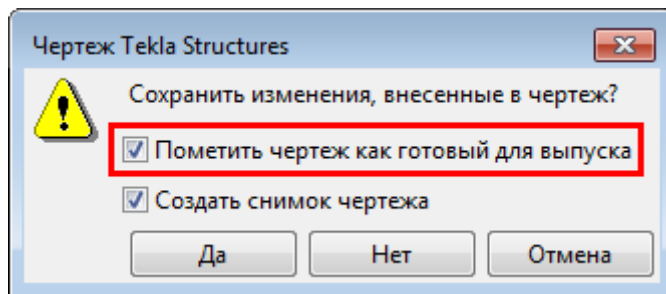 Чертеж Tekla Structures
Сохранить изменения, внесенные в чертеж?
Пометить чертеж как готовый для выпуска
Создать снимок чертежа
Да Нет Отмена